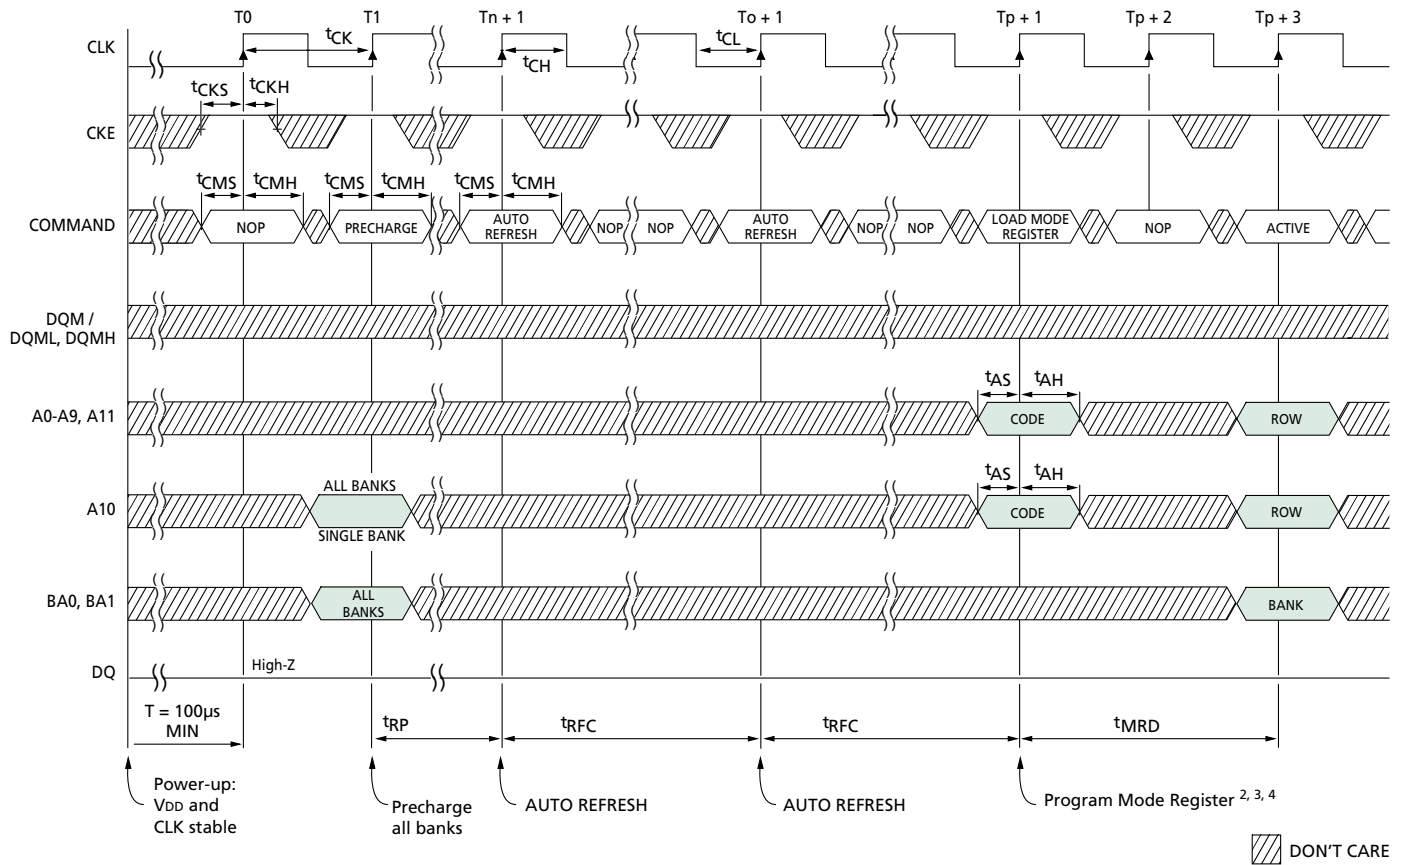 T0 T1 Tn + 1 To + 1 Tp + 1 Tp + 2 Tp + 3
CLK tCK tCH tCL
tCKS tCKH
CKE
tCMS tCMH tCMS tCMH tCMS tCMH
COMMAND NOP PRECHARGE AUTO REFRESH NOP NOP AUTO REFRESH NOP NOP LOAD MODE REGISTER NOP ACTIVE
DQM /
DQML, DQMH
tAS tAH
A0-A9, A11 CODE ROW
ALL BANKS tAS tAH
A10 CODE ROW
SINGLE BANK
BA0, BA1 ALL BANKS BANK
DQ High-Z
T = 100µs
MIN
tRP tRFC tRFC tMRD
Power-up:
VDD and
CLK stable
Precharge
all banks
AUTO REFRESH
AUTO REFRESH
Program Mode Register 2, 3, 4
DON'T CARE